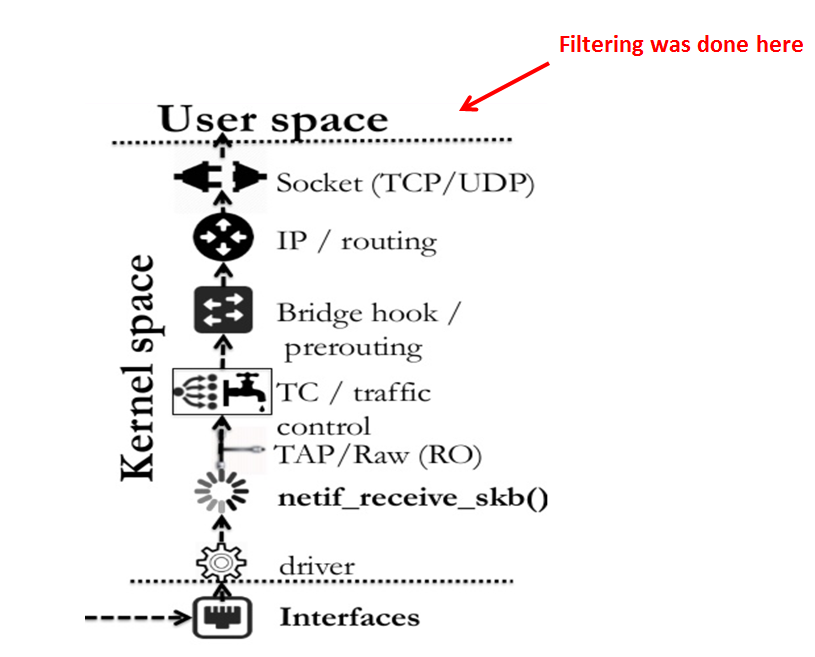 Filtering was done here
User space
Socket (TCP/UDP)
IP / routing
Bridge hook /
prerouting
TC / traffic
control
TAP/Raw (RO)
netif_receive_skb()
driver
Interfaces
Kernel space